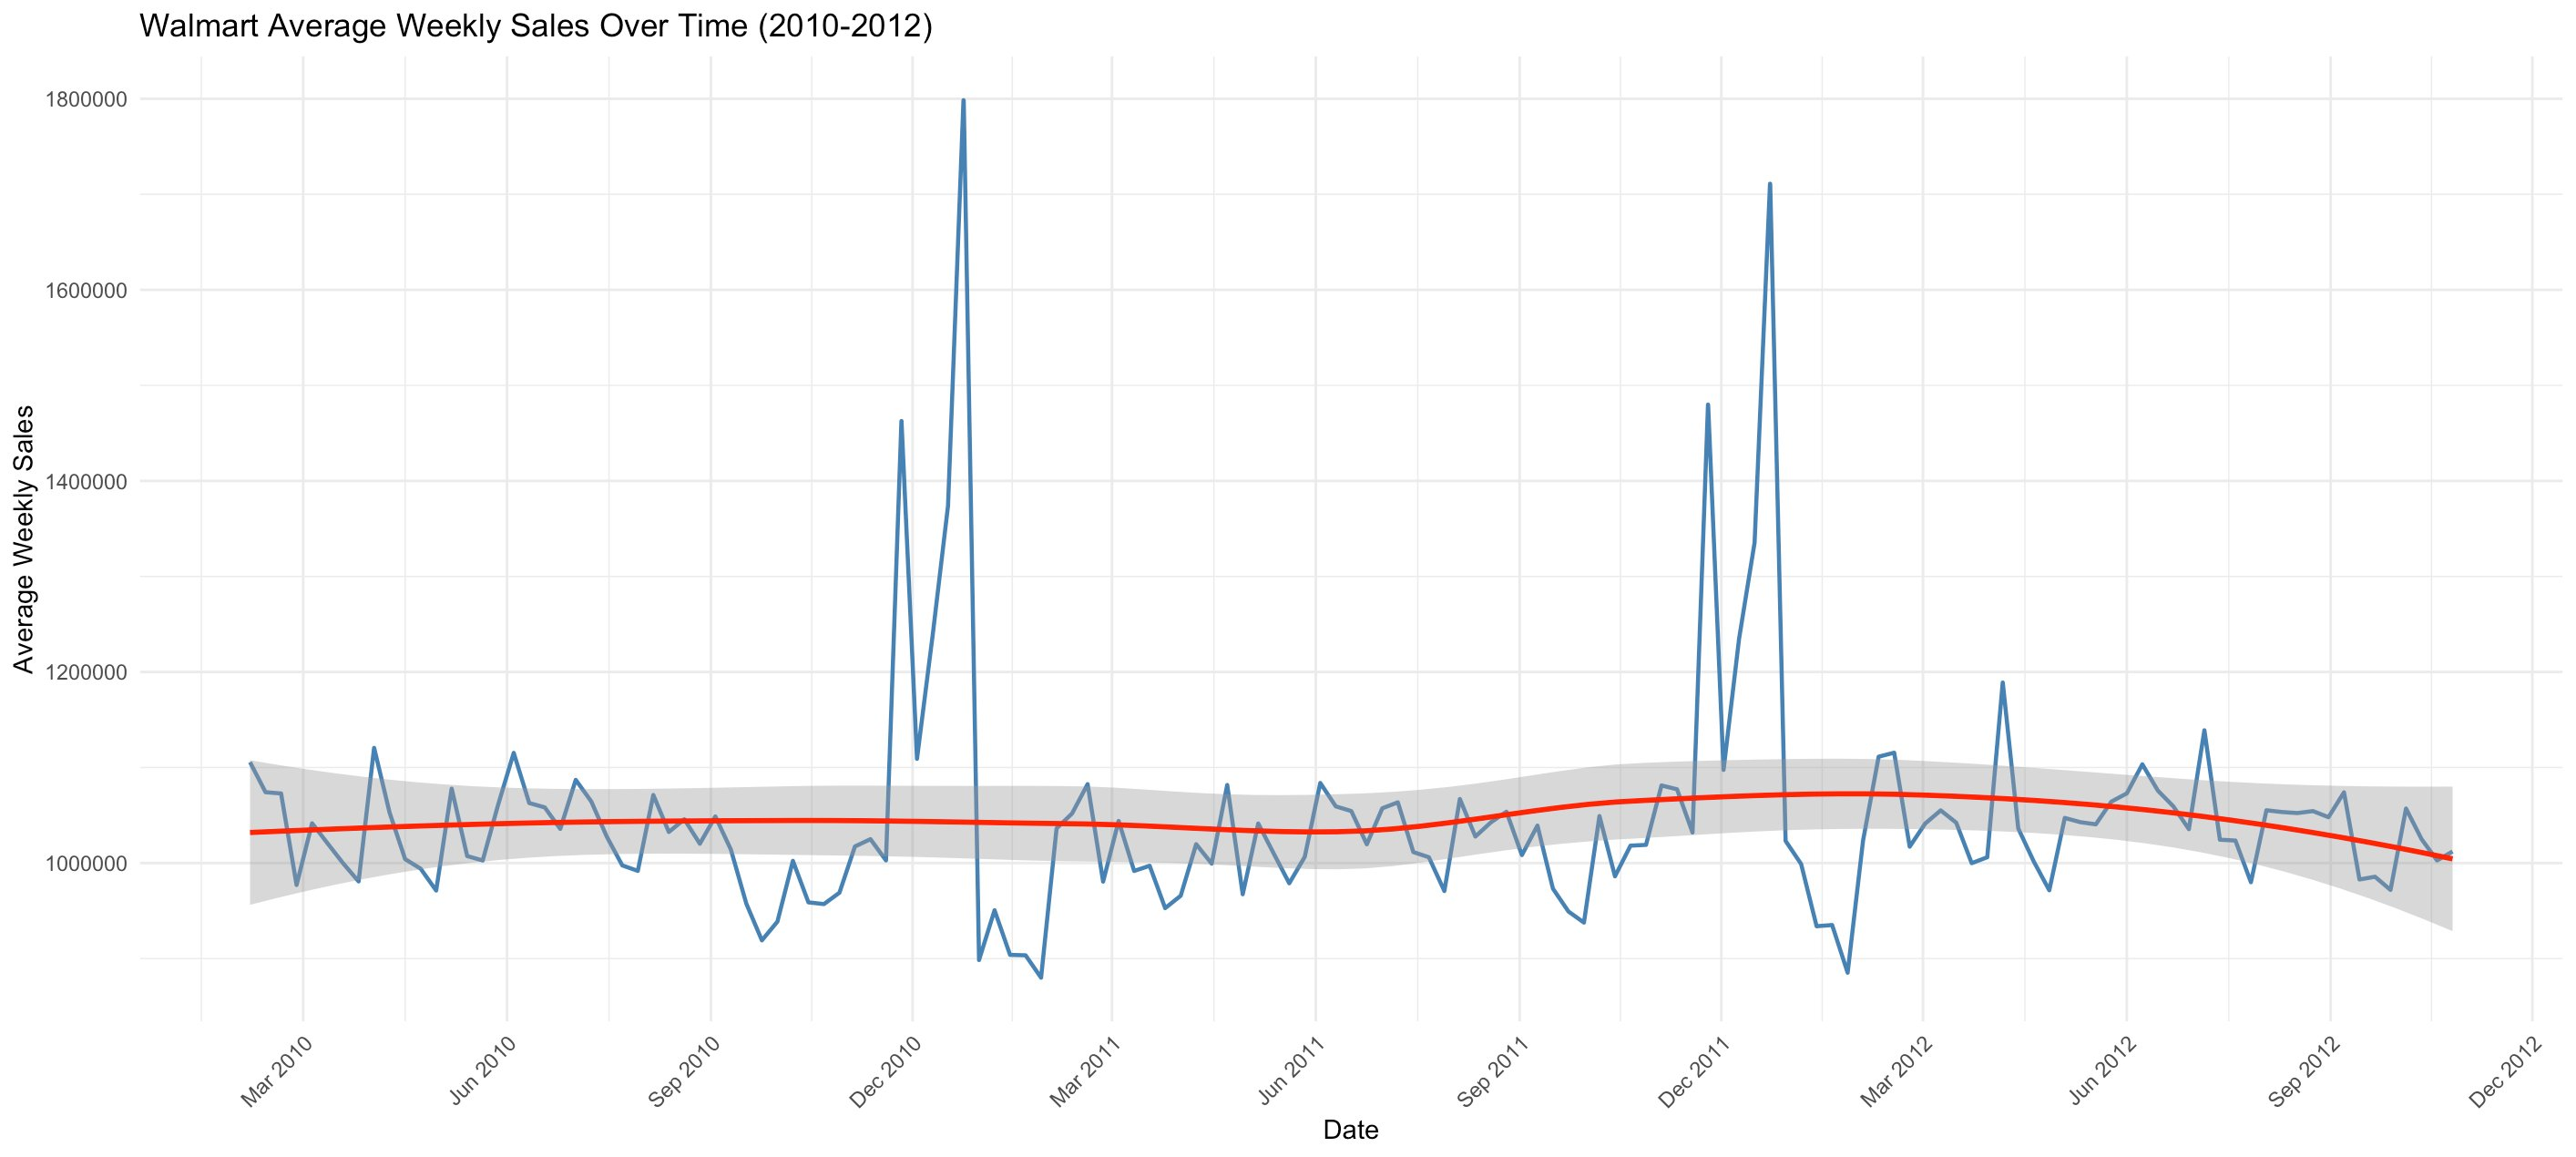 Walmart Average Weekly Sales Over Time (2010-2012)
Average Weekly Sales
1800000
1600000
1400000
1200000
1000000
Mar 2010
Jun 2010
Sep 2010
Dec 2010
Mar 2011
Jun 2011
Sep 2011
Dec 2011
Mar 2012
Jun 2012
Sep 2012
Dec 2012
Date